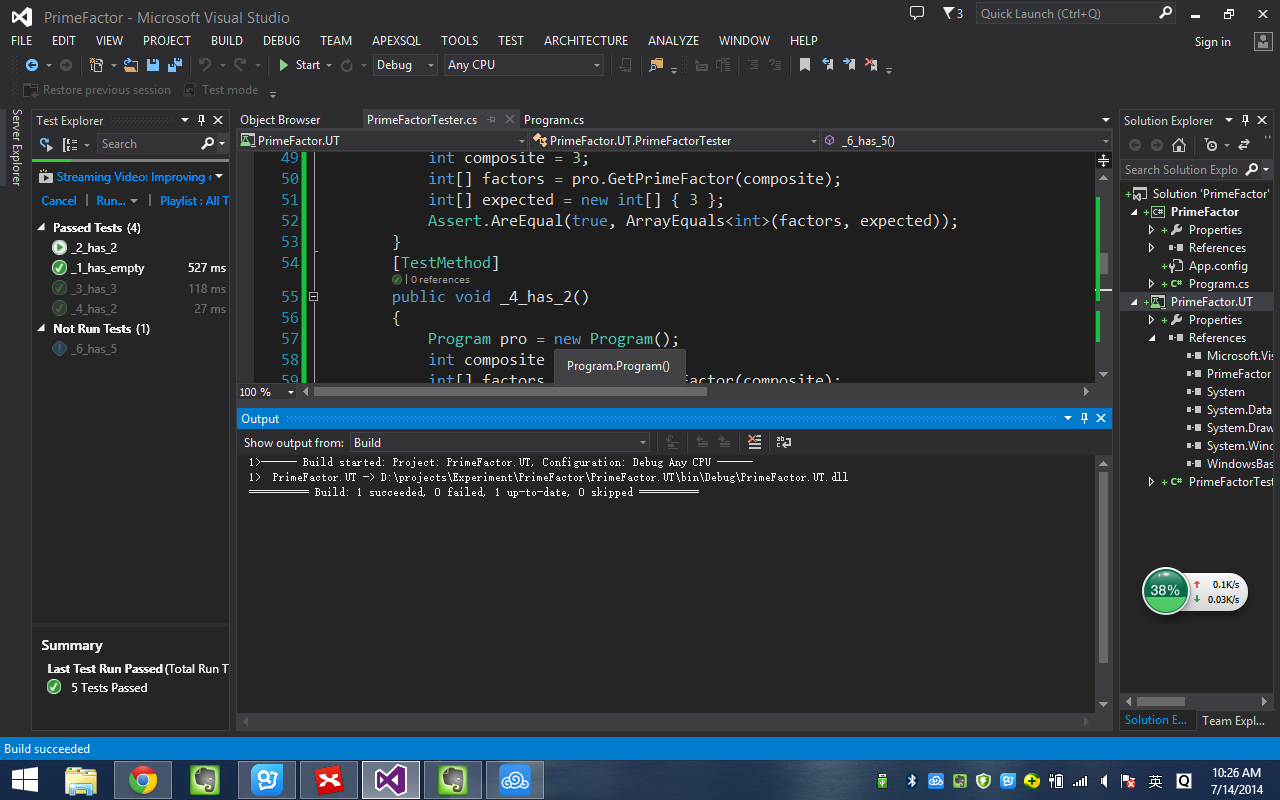 PrimeFactor - Microsoft Visual Studio
3
Quick Launch (Ctrl+Q)
FILE EDIT VIEW PROJECT BUILD DEBUG TEAM APEXSQL TOOLS TEST ARCHITECTURE ANALYZE WINDOW HELP
Sign in
Start Debug Any CPU
Restore previous session Test mode
Server Explorer
Test Explorer
Search
Streaming Video: Improving
Cancel | Run... | Playlist : All T
Passed Tests (4)
_2_has_2
_1_has_empty 527 ms
_3_has_3 118 ms
_4_has_2 27 ms
Not Run Tests (1)
_6_has_5
Summary
Last Test Run Passed (Total Run T
5 Tests Passed
Object Browser PrimeFactorTester.cs Program.cs
PrimeFactor.UT PrimeFactor.UT.PrimeFactorTester _6_has_5()
49 int composite = 3;
50 int[] factors = pro.GetPrimeFactor(composite);
51 int[] expected = new int[] { 3 };
52 Assert.AreEqual(true, ArrayEquals<int>(factors, expected));
53 }
54 [TestMethod]
| 0 references
55 public void _4_has_2()
56 {
57 Program pro = new Program();
58 int composite
Program.Program()
59 int[] factors Factor(composite);
100 %
Output
Show output from: Build
1>------ Build started: Project: PrimeFactor.UT, Configuration: Debug Any CPU ------
1> PrimeFactor.UT -> D:\projects\Experiment\PrimeFactor\PrimeFactor.UT\bin\Debug\PrimeFactor.UT.dll
========== Build: 1 succeeded, 0 failed, 1 up-to-date, 0 skipped ==========
Solution Explorer
Search Solution Explo
Solution 'PrimeFactor'
PrimeFactor
Properties
References
App.config
Program.cs
PrimeFactor.UT
Properties
References
Microsoft.Vis
PrimeFactor
System
System.Data
System.Draw
System.Wind
WindowsBas
PrimeFactorTest
38%
0.1K/s
0.03K/s
Solution E... Team Expl...
Build succeeded
英
10:26 AM
7/14/2014